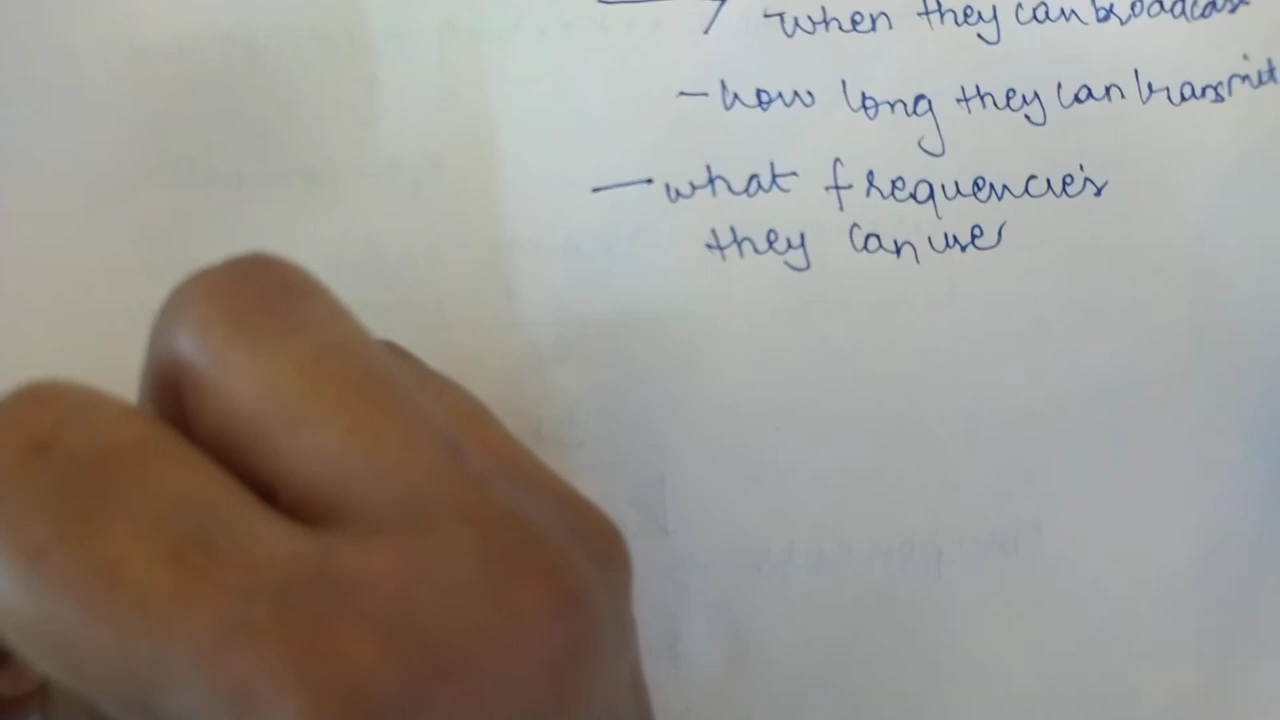 when they can broadcast
- how long they can transmit
- what frequencies
they can use